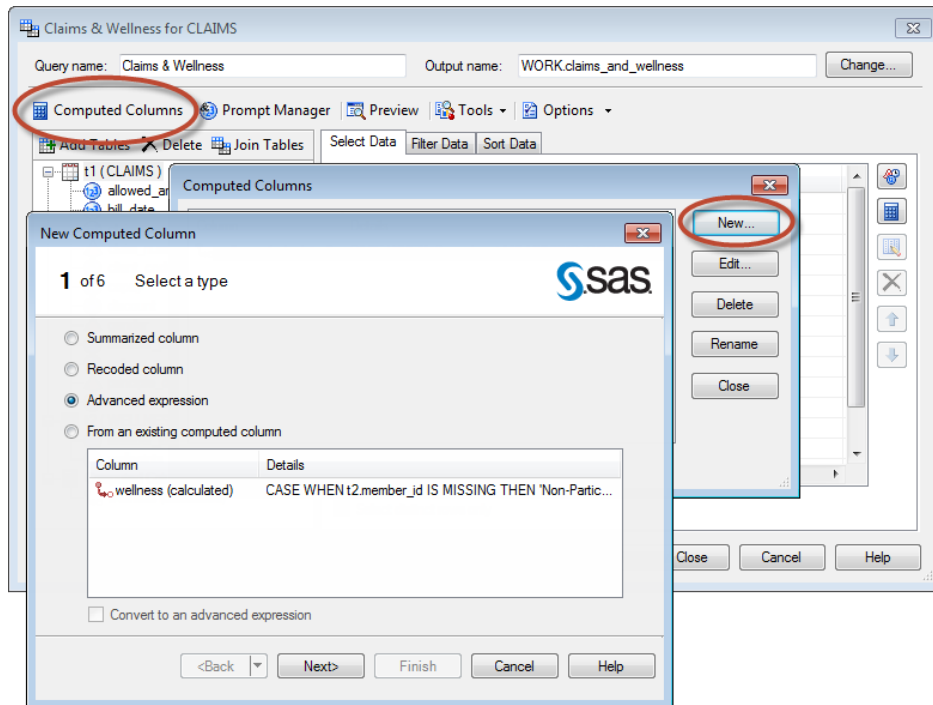 Claims & Wellness for CLAIMS
Query name: Claims & Wellness Output name: WORK.claims_and_wellness Change...
Computed Columns Prompt Manager Preview Tools Options
Add Tables Delete Join Tables Select Data Filter Data Sort Data
t1 (CLAIMS)
allowed_ar
bill_date
Computed Columns
New...
Edit...
Delete
Rename
Close
New Computed Column
1 of 6 Select a type
sas
Summarized column
Recoded column
Advanced expression
From an existing computed column
Column Details
wellness (calculated) CASE WHEN t2.member_id IS MISSING THEN 'Non-Partic...
Convert to an advanced expression
<Back Next> Finish Cancel Help
Close Cancel Help